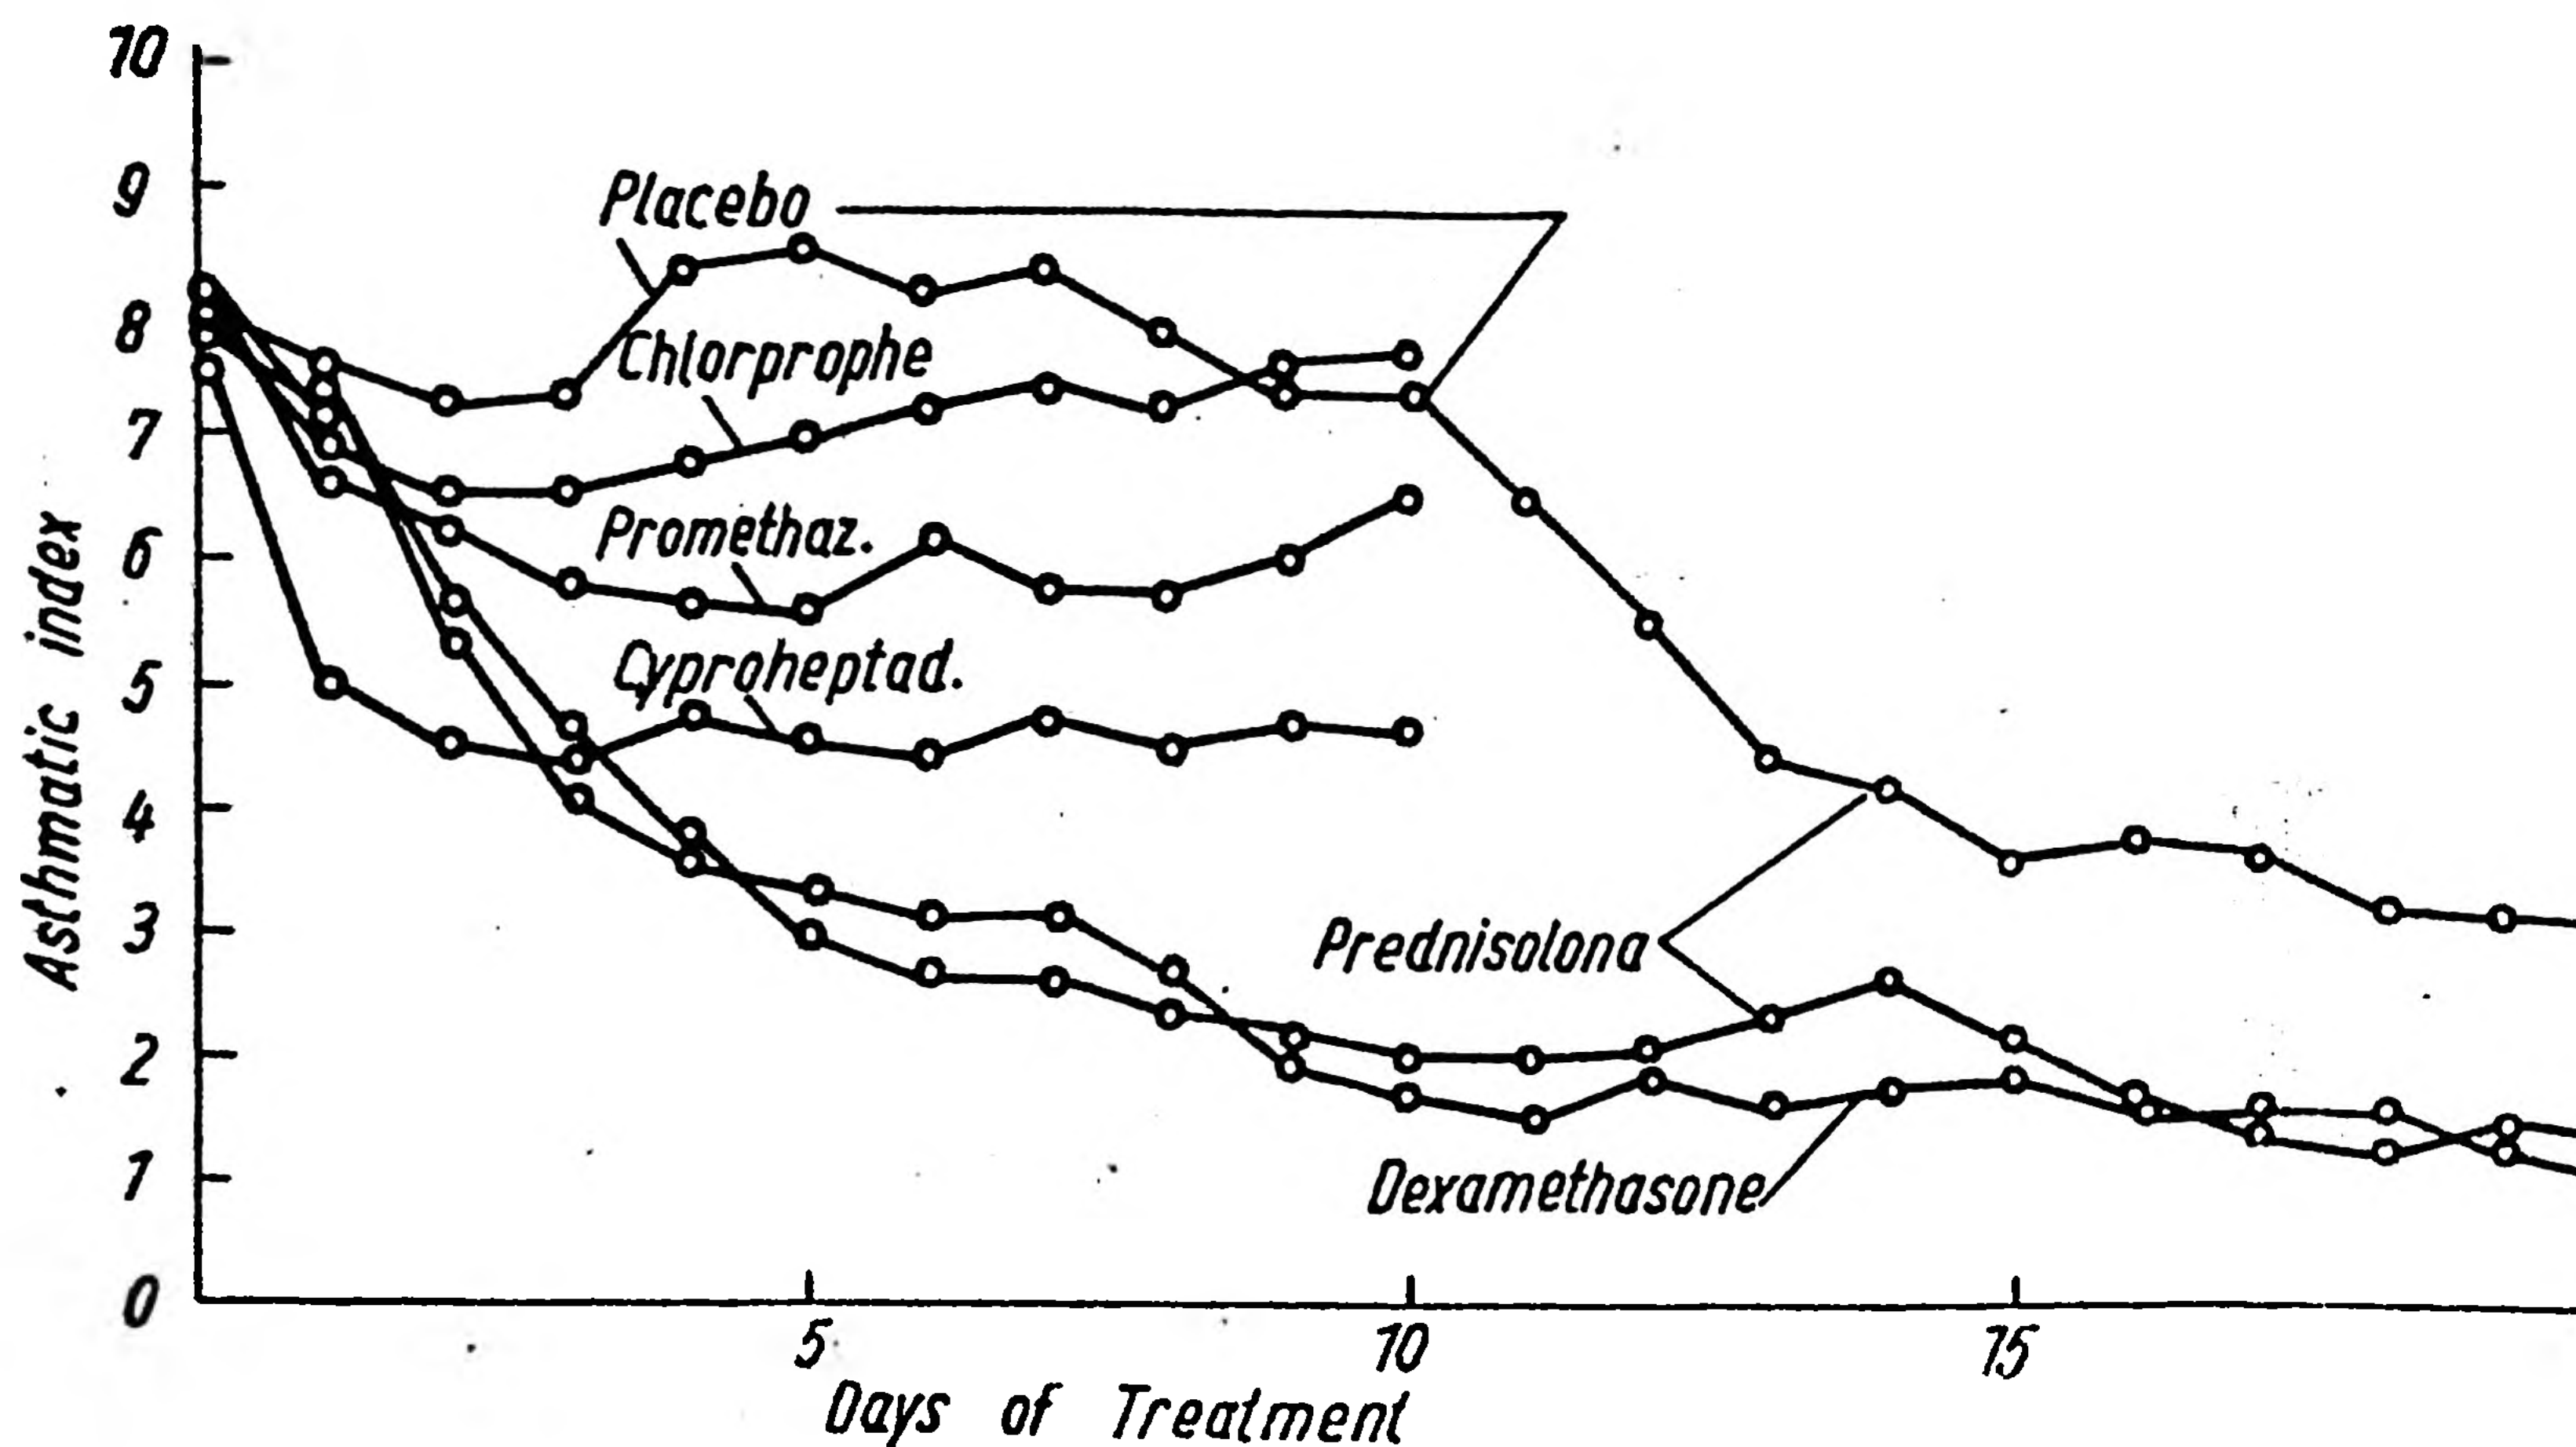 10
9
8
7
6
5
4
3
2
1
0
Asthmatic index
Placebo
Chlorprophe
Promethaz.
Cyproheptad.
Prednisolona
Dexamethasone
5
10
15
Days of Treatment